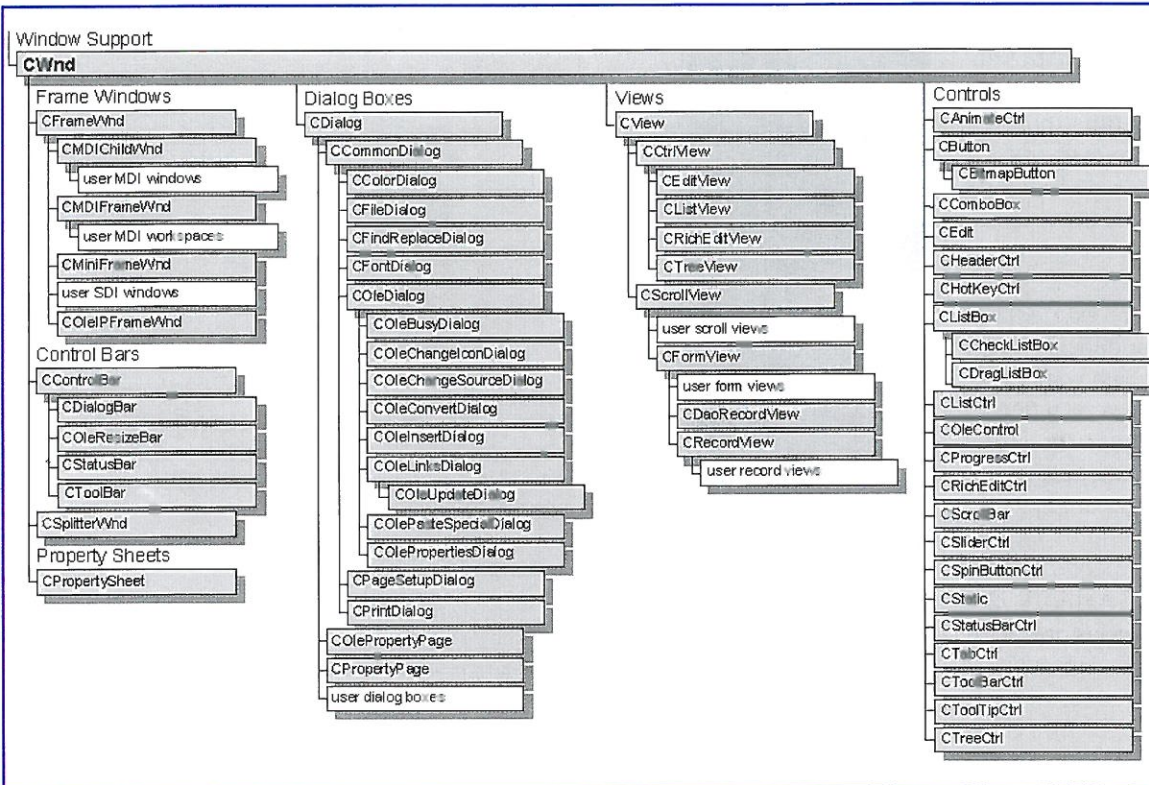 Window Support
CWnd
Frame Windows
CFrameWnd
CMDIChildWnd
user MDI windows
CMDIFrameWnd
user MDI workspaces
CMiniFrameWnd
user SDI windows
COleIPFrameWnd
Control Bars
CControlBar
CDialogBar
COleResizeBar
CStatusBar
CToolBar
CSplitterWnd
Property Sheets
CPropertySheet
Dialog Boxes
CDialog
CCommonDialog
CColorDialog
CFileDialog
CFindReplaceDialog
CFontDialog
COleDialog
COleBusyDialog
COleChangeIconDialog
COleChangeSourceDialog
COleConvertDialog
COleInsertDialog
COleLinksDialog
COleUpdateDialog
COlePasteSpecialDialog
COlePropertiesDialog
CPageSetupDialog
CPrintDialog
COlePropertyPage
CPropertyPage
user dialog boxes
Views
CView
CCtrlView
CEditView
CListView
CRichEditView
CTreeView
CScrollView
user scroll views
CFormView
user form views
CDaoRecordView
CRecordView
user record views
Controls
CAnimateCtrl
CButton
CBitmapButton
CComboBox
CEdit
CHeaderCtrl
CHotKeyCtrl
CListBox
CCheckListBox
CDragListBox
CListCtrl
COleControl
CProgressCtrl
CRichEditCtrl
CScrollBar
CSliderCtrl
CSpinButtonCtrl
CStatic
CStatusBarCtrl
CTabCtrl
CToolBarCtrl
CToolTipCtrl
CTreeCtrl